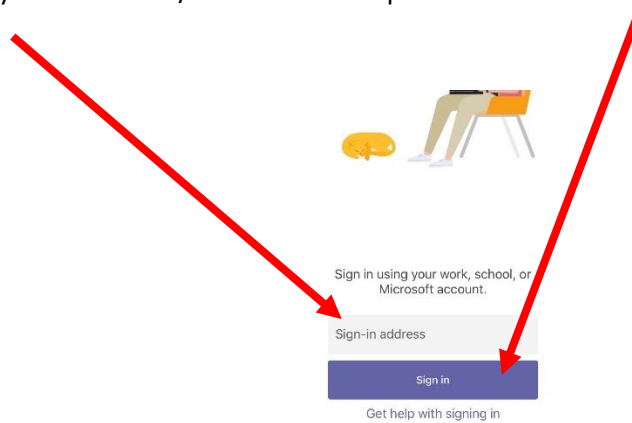 Sign in using your work, school, or
Microsoft account.
Sign-in address
Sign in
Get help with signing in